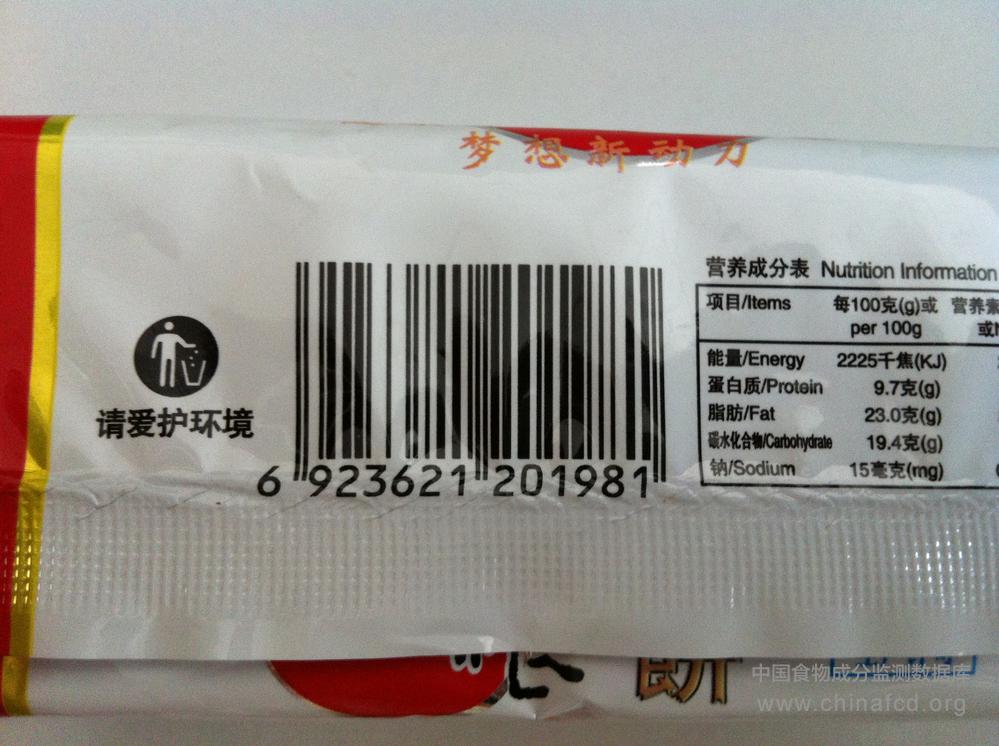 梦想新动力
营养成分表 Nutrition Information
项目/Items 每100克(g)或 营养素
per 100g
能量/Energy 2225千焦(KJ)
蛋白质/Protein 9.7克(g)
脂肪/Fat 23.0克(g)
碳水化合物/Carbohydrate 19.4克(g)
钠/Sodium 15毫克(mg)
请爱护环境
6 923621 201981
餅
中国食物成分监测数据库
www.chinafcd.org